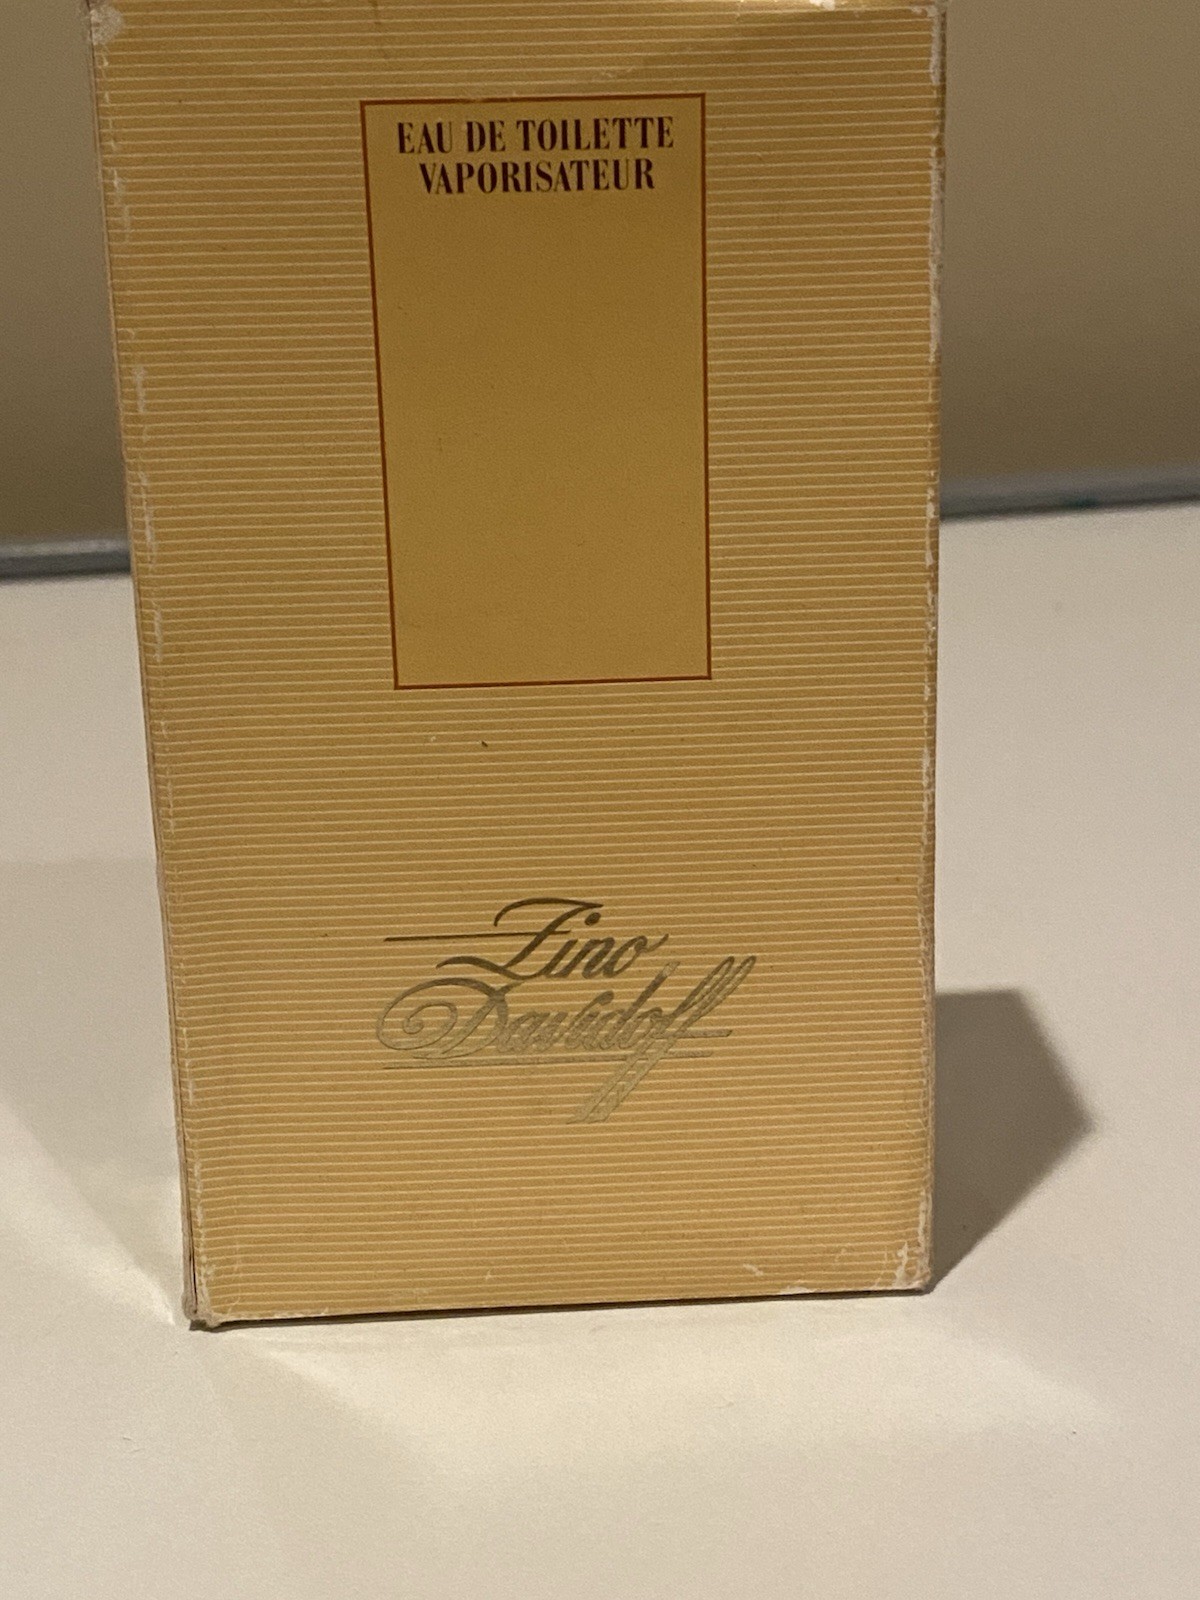 EAU DE TOILETTE
VAPORISATEUR
Zino
Davidoff